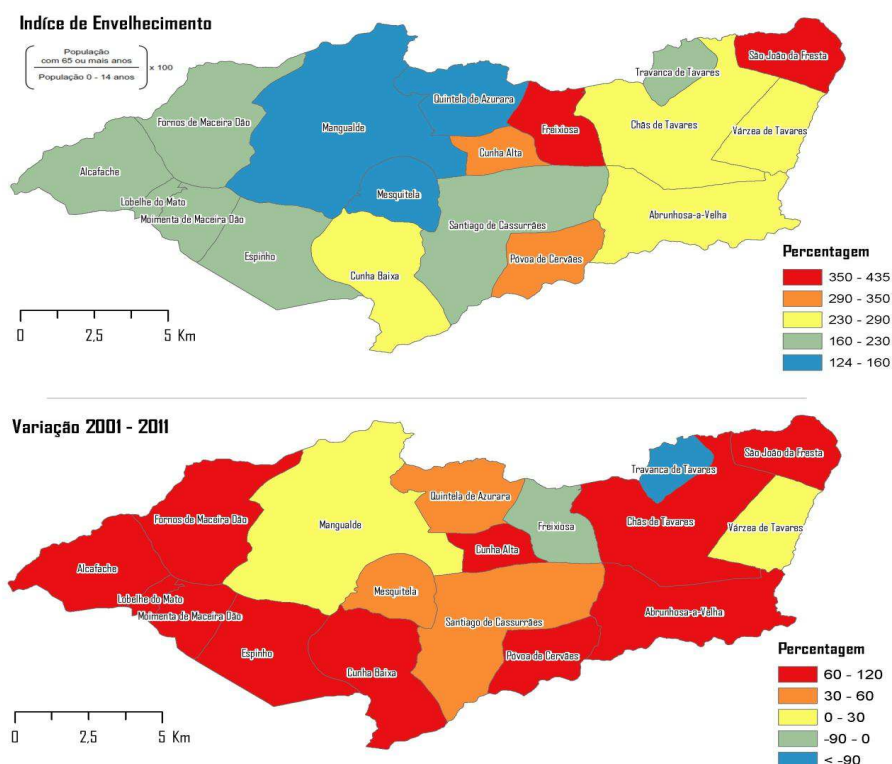 Indíce de Envelhecimento
População
com 65 ou mais anos
População 0 - 14 anos
x 100
São João da Fresta
Travanca de Tavares
Quintela de Azurara
Fornos de Maceira Dão
Mangualde
Freixiosa
Chãs de Tavares
Várzea de Tavares
Cunha Alta
Alcafache
Mesquitela
Lobelhe do Mato
Moimenta de Maceira Dão
Santiago de Cassurrães
Abrunhosa-a-Velha
Espinho
Póvoa de Cervães
Cunha Baixa
Percentagem
350 - 435
290 - 350
230 - 290
160 - 230
124 - 160
0 2,5 5 Km
Variação 2001 - 2011
São João da Fresta
Travanca de Tavares
Quintela de Azurara
Fornos de Maceira Dão
Mangualde
Freixiosa
Chãs de Tavares
Várzea de Tavares
Cunha Alta
Alcafache
Mesquitela
Lobelhe do Mato
Moimenta de Maceira Dão
Santiago de Cassurrães
Abrunhosa-a-Velha
Espinho
Póvoa de Cervães
Cunha Baixa
Percentagem
60 - 120
30 - 60
0 - 30
-90 - 0
< -90
0 2,5 5 Km